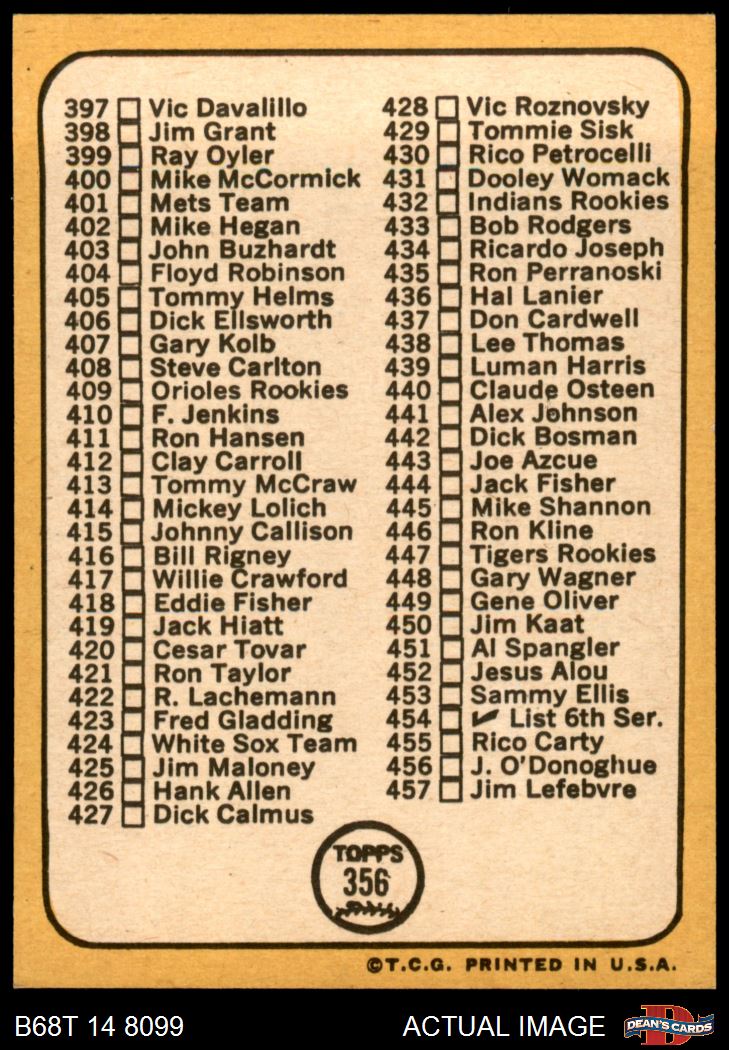 397 Vic Davalillo
398 Jim Grant
399 Ray Oyler
400 Mike McCormick
401 Mets Team
402 Mike Hegan
403 John Buzhardt
404 Floyd Robinson
405 Tommy Helms
406 Dick Ellsworth
407 Gary Kolb
408 Steve Carlton
409 Orioles Rookies
410 F. Jenkins
411 Ron Hansen
412 Clay Carroll
413 Tommy McCraw
414 Mickey Lolich
415 Johnny Callison
416 Bill Rigney
417 Willie Crawford
418 Eddie Fisher
419 Jack Hiatt
420 Cesar Tovar
421 Ron Taylor
422 R. Lachemann
423 Fred Gladding
424 White Sox Team
425 Jim Maloney
426 Hank Allen
427 Dick Calmus
428 Vic Roznovsky
429 Tommie Sisk
430 Rico Petrocelli
431 Dooley Womack
432 Indians Rookies
433 Bob Rodgers
434 Ricardo Joseph
435 Ron Perranoski
436 Hal Lanier
437 Don Cardwell
438 Lee Thomas
439 Luman Harris
440 Claude Osteen
441 Alex Johnson
442 Dick Bosman
443 Joe Azcue
444 Jack Fisher
445 Mike Shannon
446 Ron Kline
447 Tigers Rookies
448 Gary Wagner
449 Gene Oliver
450 Jim Kaat
451 Al Spangler
452 Jesus Alou
453 Sammy Ellis
454 ✓ List 6th Ser.
455 Rico Carty
456 J. O'Donoghue
457 Jim Lefebvre
TOPPS
356
©T.C.G. PRINTED IN U.S.A.
B68T 14 8099
ACTUAL IMAGE
D
DEAN'S CARDS